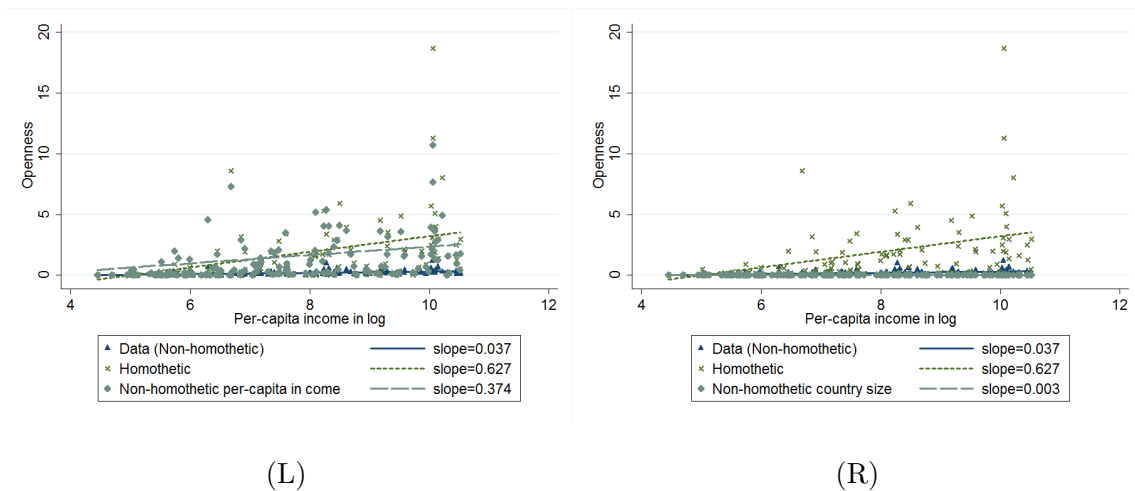 20
15
10
5
0
Openness
4
6
8
10
12
Per-capita income in log
Data (Non-homothetic)
slope=0.037
Homothetic
slope=0.627
Non-homothetic per-capita in come
slope=0.374
(L)
20
15
10
5
0
Openness
4
6
8
10
12
Per-capita income in log
Data (Non-homothetic)
slope=0.037
Homothetic
slope=0.627
Non-homothetic country size
slope=0.003
(R)